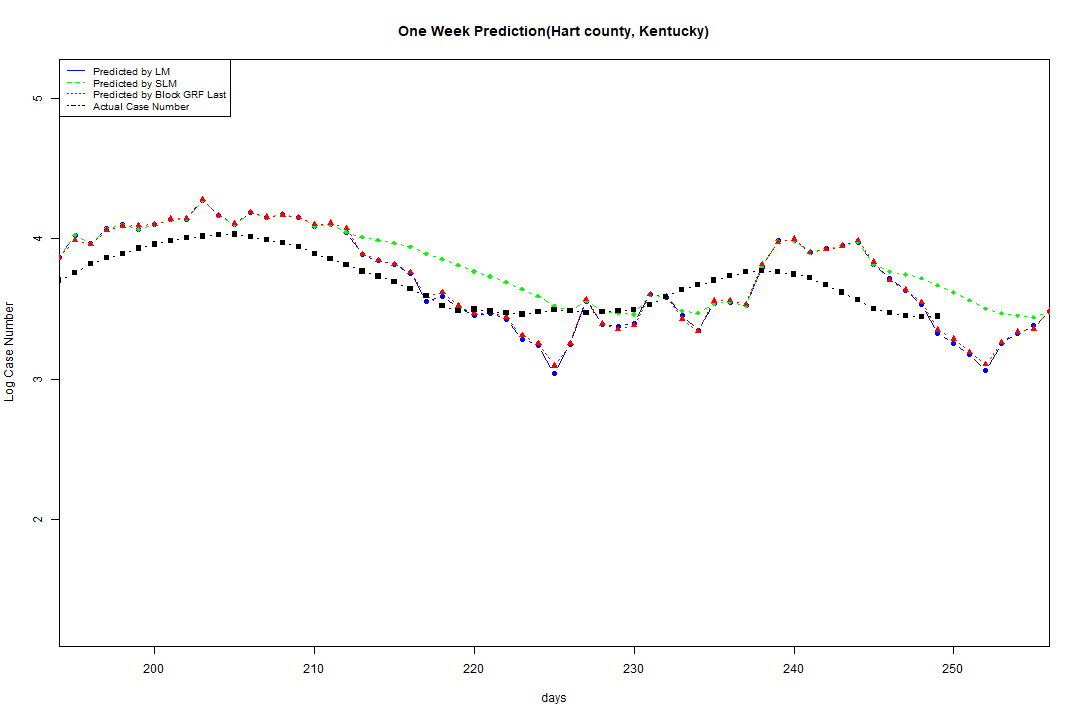 One Week Prediction(Hart county, Kentucky)
Predicted by LM
Predicted by SLM
Predicted by Block GRF Last
Actual Case Number
5
4
3
2
Log Case Number
200
210
220
230
240
250
days